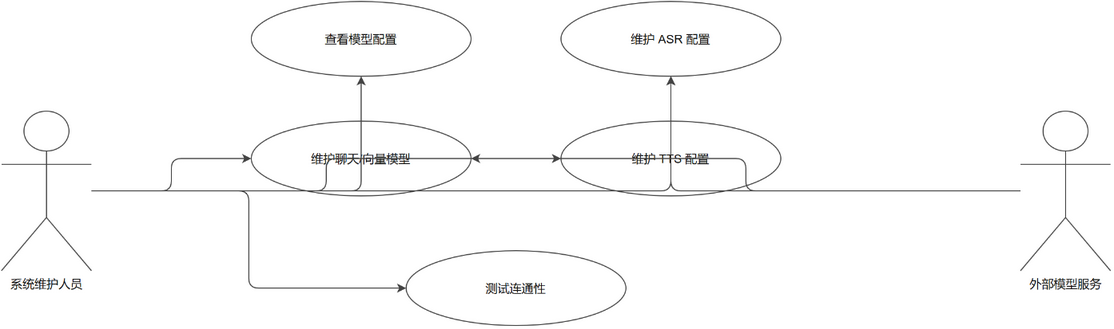 查看模型配置
维护 ASR 配置
维护聊天/向量模型
维护 TTS 配置
系统维护人员
测试连通性
外部模型服务